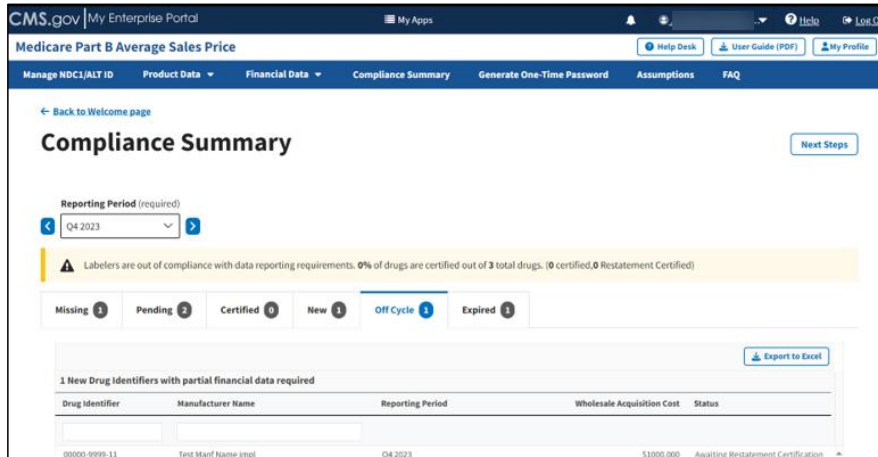 CMS.gov My Enterprise Portal My Apps Help Log O
Medicare Part B Average Sales Price Help Desk User Guide (PDF) My Profile
Manage NDC1/ALT ID Product Data Financial Data Compliance Summary Generate One-Time Password Assumptions FAQ
← Back to Welcome page
Compliance Summary Next Steps
Reporting Period (required)
Q4 2023
Labelers are out of compliance with data reporting requirements. 0% of drugs are certified out of 3 total drugs. (0 certified,0 Restatement Certified)
Missing 1 Pending 2 Certified 0 New 1 Off Cycle 1 Expired 1
Export to Excel
1 New Drug Identifiers with partial financial data required
Drug Identifier Manufacturer Name Reporting Period Wholesale Acquisition Cost Status
00000-9999-11 Test Manf Name impl Q4 2023 $1000.000 Awaiting Restatement Certification